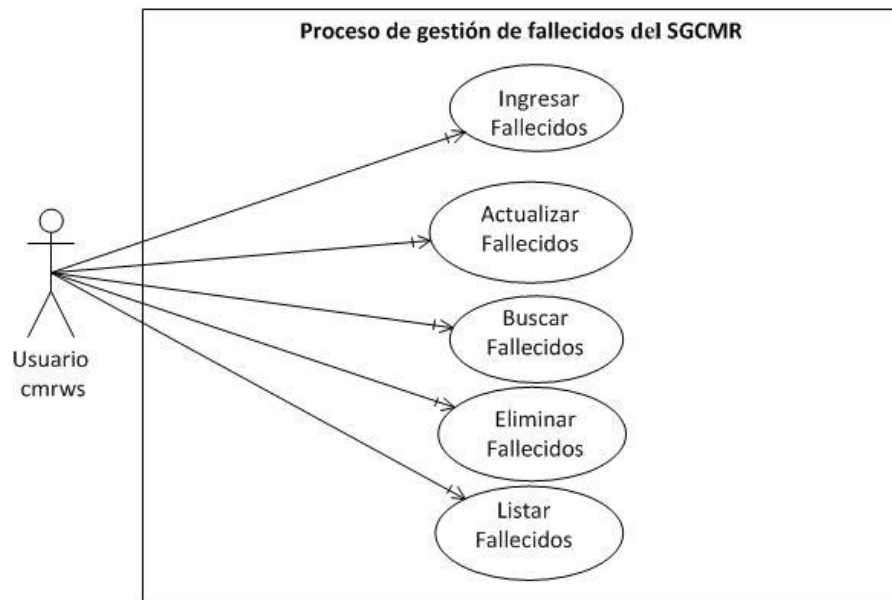 Proceso de gestión de fallecidos del SGCMR
Ingresar
Fallecidos
Actualizar
Fallecidos
Buscar
Fallecidos
Usuario
cmrws
Eliminar
Fallecidos
Listar
Fallecidos